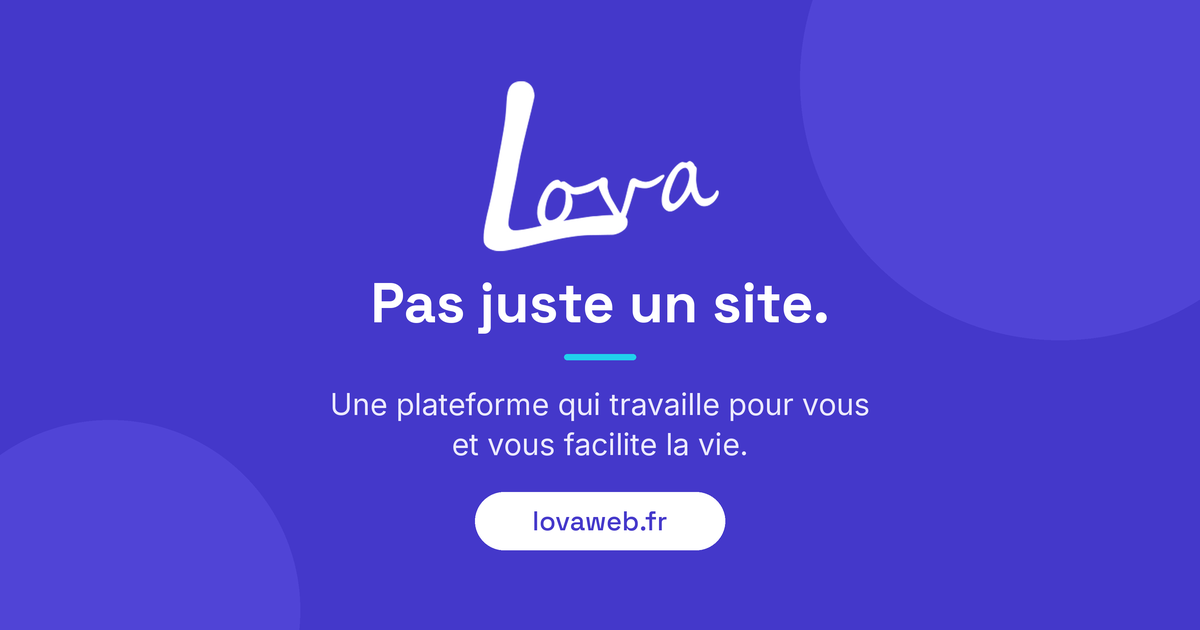 Lova
Pas juste un site.
Une plateforme qui travaille pour vous
et vous facilite la vie.
lovaweb.fr